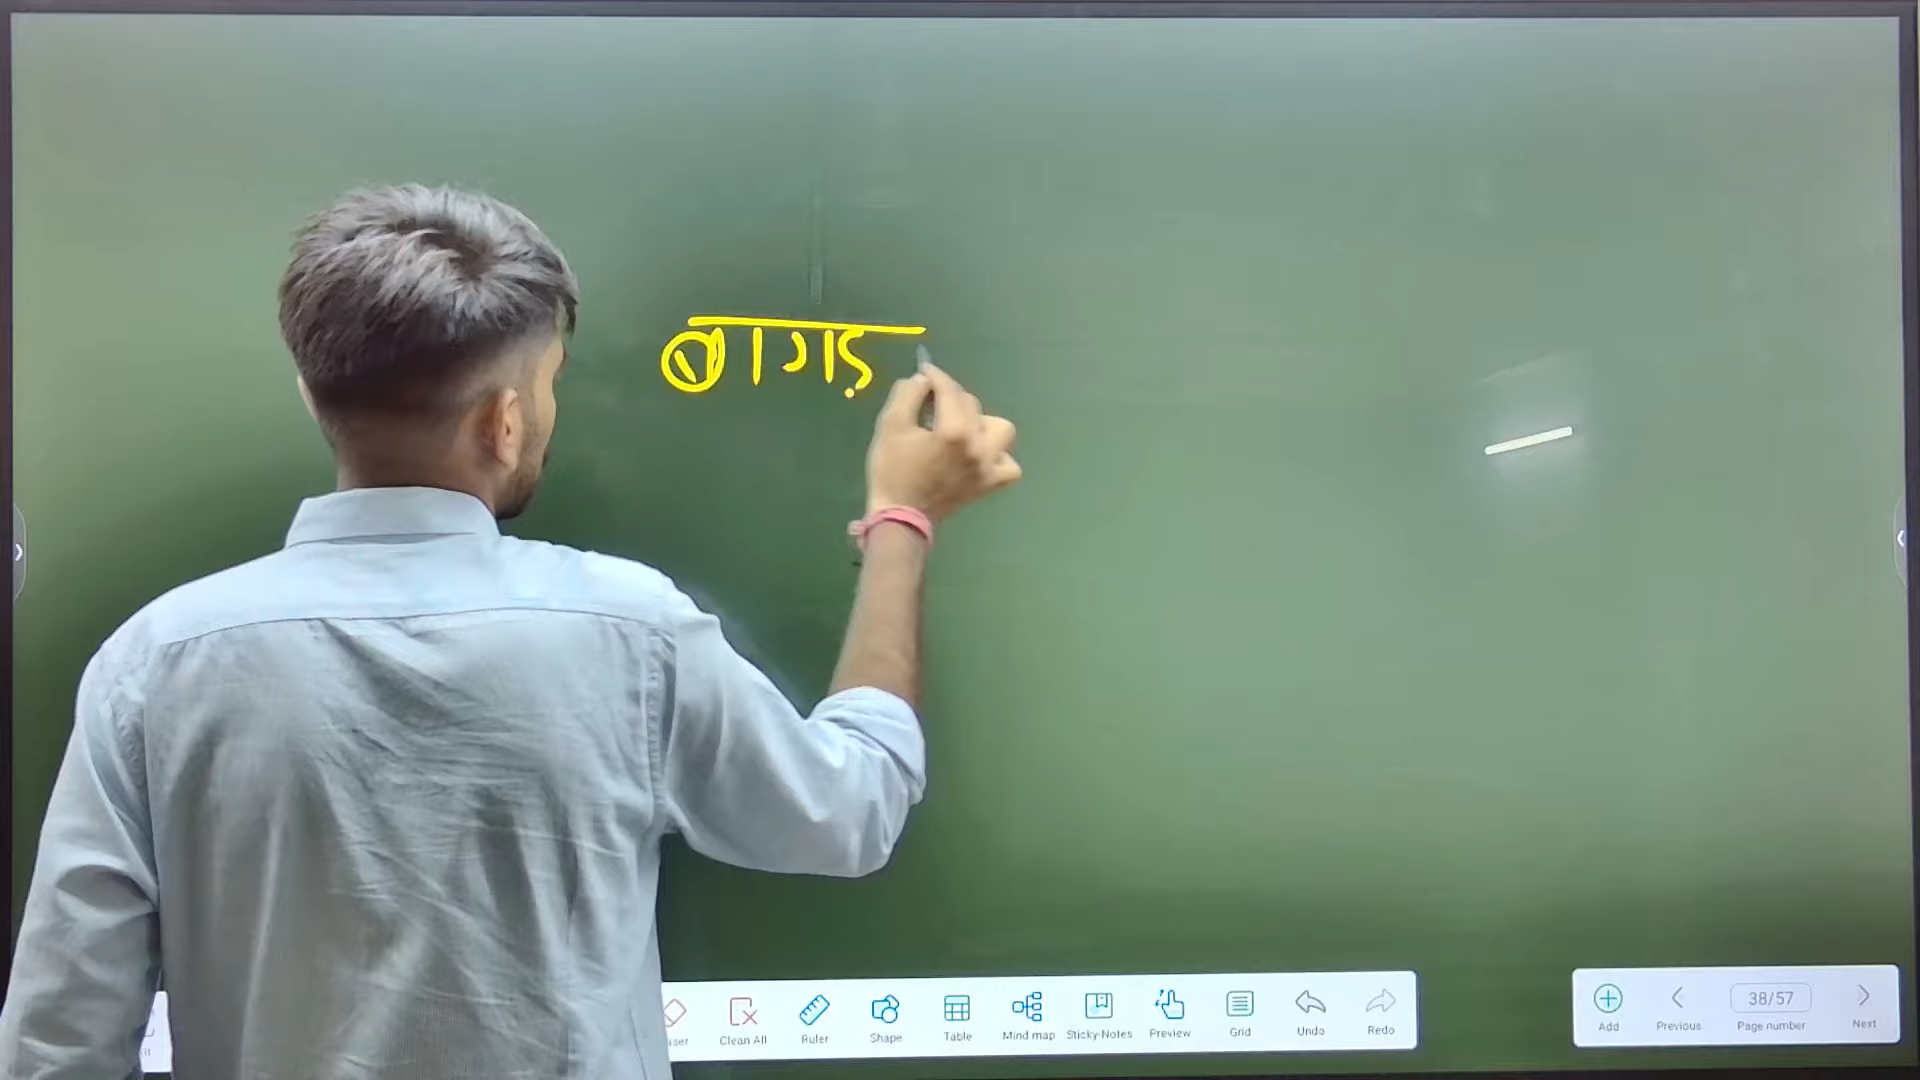 बागड़
Clean All
Ruler
Shape
Table
Mind map
Sticky-Notes
Preview
Grid
Undo
Redo
Add
Previous
38/57
Page number
Next